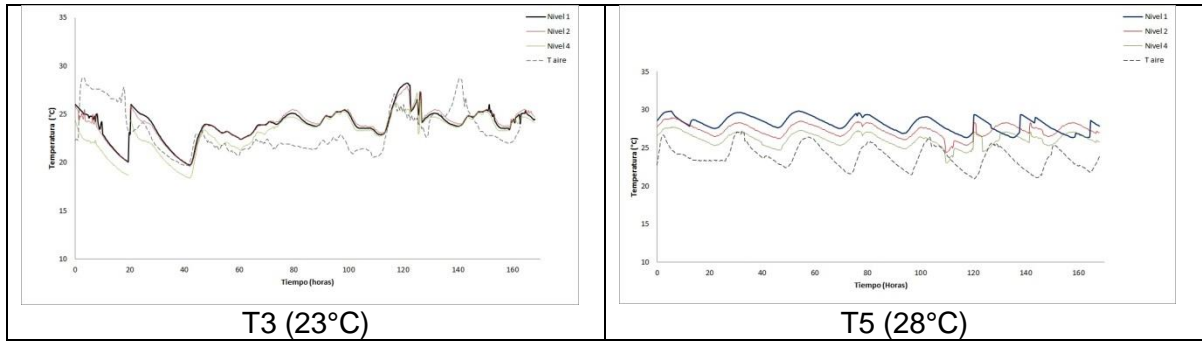 35
30
25
20
15
10
Temperatura (°C)
0 20 40 60 80 100 120 140 160
Tiempo (horas)
Nivel 1
Nivel 2
Nivel 4
T aire
T3 (23°C)
35
30
25
20
15
10
Temperatura (°C)
0 20 40 60 80 100 120 140 160
Tiempo (Horas)
Nivel 1
Nivel 2
Nivel 4
T aire
T5 (28°C)